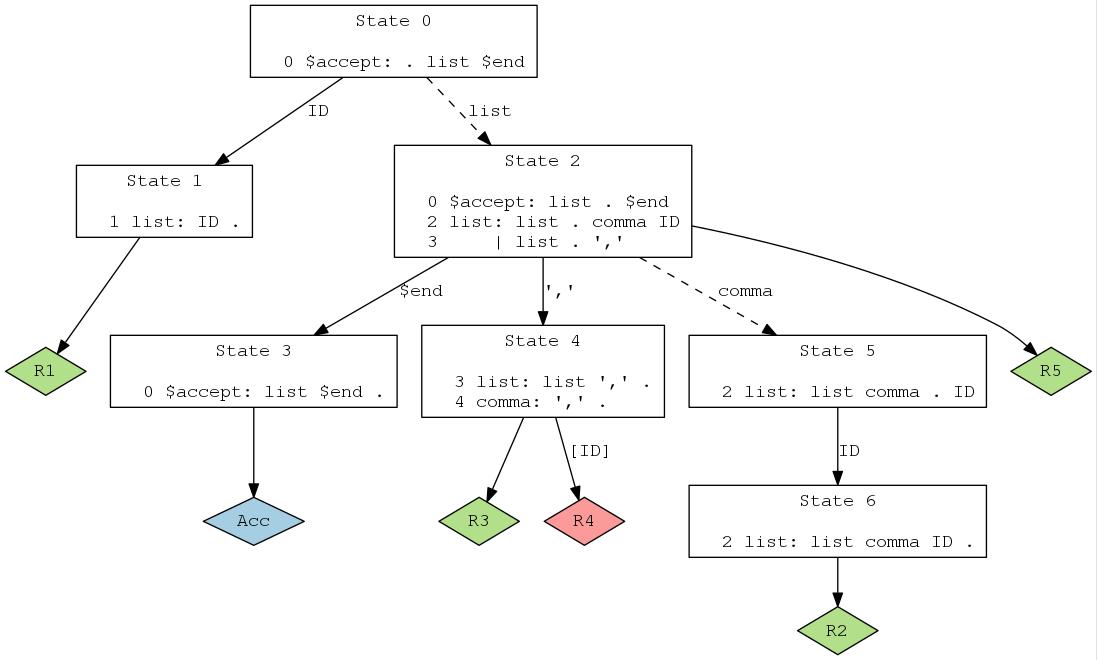 State 0
0 $accept: . list $end
ID
list
State 1
1 list: ID .
State 2
0 $accept: list . $end
2 list: list . comma ID
3 | list . ','
$end
','
comma
R1
State 3
0 $accept: list $end .
State 4
3 list: list ',' .
4 comma: ',' .
State 5
2 list: list comma . ID
R5
[ID]
ID
Acc
R3
R4
State 6
2 list: list comma ID .
R2